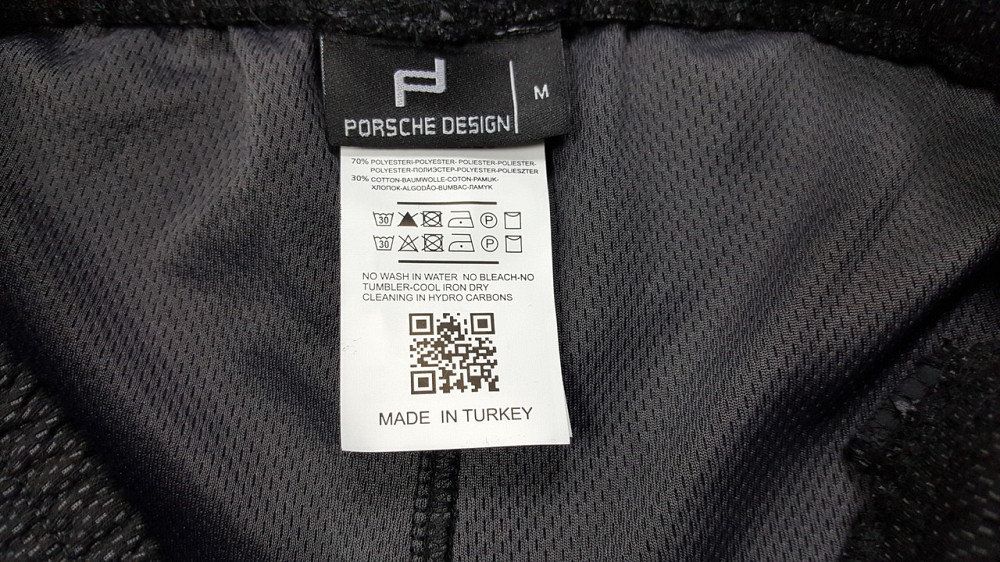 PORSCHE DESIGN
M
70% POLYESTERI-POLYESTER- POLIESTER-POLIESTER-
POLYESTER-ПОЛИЭСТЕР-POLYESTER-POLIESZTER
30% COTTON-BAUMWOLLE-COTON-PAMUK-
ХЛОПОК-ALGODÃO-BUMBAC-ПАМУК
30 P
30 P
NO WASH IN WATER NO BLEACH-NO
TUMBLER-COOL IRON DRY
CLEANING IN HYDRO CARBONS
MADE IN TURKEY